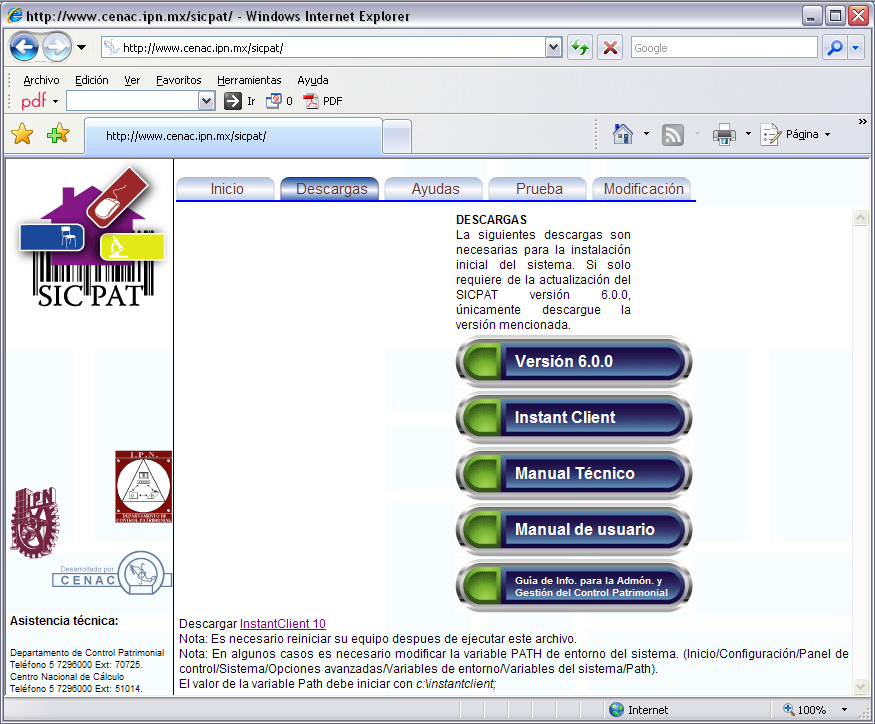 http://www.cenac.ipn.mx/sicpat/ - Windows Internet Explorer
http://www.cenac.ipn.mx/sicpat/
Google
Archivo Edición Ver Favoritos Herramientas Ayuda
pdf Ir 0 PDF
http://www.cenac.ipn.mx/sicpat/
Página
Inicio Descargas Ayudas Prueba Modificación
SICPAT
DESCARGAS
La siguientes descargas son
necesarias para la instalación
inicial del sistema. Si solo
requiere de la actualización del
SICPAT versión 6.0.0,
únicamente descargue la
versión mencionada.
Versión 6.0.0
Instant Client
Manual Técnico
Manual de usuario
Guía de Info. para la Admón. y
Gestión del Control Patrimonial
I.P.N.
DEPARTAMENTO DE
CONTROL PATRIMONIAL
IPN
Desarrollado por
CENAC
Asistencia técnica:
Departamento de Control Patrimonial
Teléfono 5 7296000 Ext: 70725.
Centro Nacional de Cálculo
Teléfono 5 7296000 Ext: 51014.
Descargar InstantClient 10
Nota: Es necesario reiniciar su equipo despues de ejecutar este archivo.
Nota: En algunos casos es necesario modificar la variable PATH de entorno del sistema. (Inicio/Configuración/Panel de
control/Sistema/Opciones avanzadas/Variables de entorno/Variables del sistema/Path).
El valor de la variable Path debe iniciar con c:\instantclient;
Internet 100%